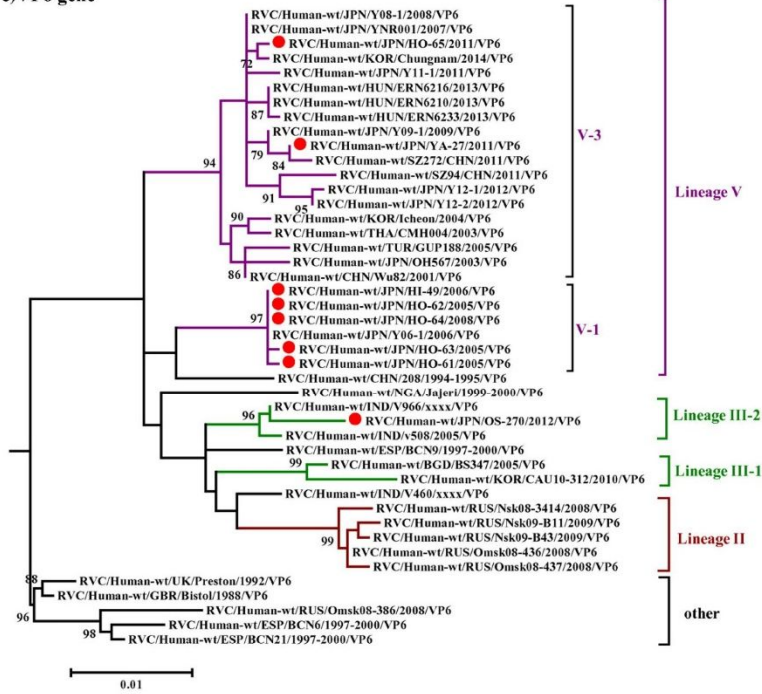 VP6 gene
RVC/Human-wt/JPN/Y08-1/2008/VP6
RVC/Human-wt/JPN/YNR001/2007/VP6
RVC/Human-wt/JPN/HO-65/2011/VP6
72
RVC/Human-wt/KOR/Chungnam/2014/VP6
RVC/Human-wt/JPN/Y11-1/2011/VP6
RVC/Human-wt/HUN/ERN6216/2013/VP6
RVC/Human-wt/HUN/ERN6210/2013/VP6
87
RVC/Human-wt/HUN/ERN6233/2013/VP6
RVC/Human-wt/JPN/Y09-1/2009/VP6
V-3
79
RVC/Human-wt/JPN/YA-27/2011/VP6
94
84
RVC/Human-wt/SZ272/CHN/2011/VP6
RVC/Human-wt/SZ94/CHN/2011/VP6
91
RVC/Human-wt/JPN/Y12-1/2012/VP6
Lineage V
95
RVC/Human-wt/JPN/Y12-2/2012/VP6
90
RVC/Human-wt/KOR/Icheon/2004/VP6
RVC/Human-wt/THA/CMH004/2003/VP6
RVC/Human-wt/TUR/GUP188/2005/VP6
RVC/Human-wt/JPN/OH567/2003/VP6
86
RVC/Human-wt/CHN/Wu82/2001/VP6
RVC/Human-wt/JPN/HI-49/2006/VP6
RVC/Human-wt/JPN/HO-62/2005/VP6
97
RVC/Human-wt/JPN/HO-64/2008/VP6
V-1
RVC/Human-wt/JPN/Y06-1/2006/VP6
RVC/Human-wt/JPN/HO-63/2005/VP6
RVC/Human-wt/JPN/HO-61/2005/VP6
RVC/Human-wt/CHN/208/1994-1995/VP6
RVC/Human-wt/NGA/Jajeri/1999-2000/VP6
RVC/Human-wt/IND/V966/xxxx/VP6
96
RVC/Human-wt/JPN/OS-270/2012/VP6
Lineage III-2
RVC/Human-wt/IND/v508/2005/VP6
RVC/Human-wt/ESP/BCN9/1997-2000/VP6
99
RVC/Human-wt/BGD/BS347/2005/VP6
Lineage III-1
RVC/Human-wt/KOR/CAU10-312/2010/VP6
RVC/Human-wt/IND/V460/xxxx/VP6
RVC/Human-wt/RUS/Nsk08-3414/2008/VP6
RVC/Human-wt/RUS/Nsk09-B11/2009/VP6
99
RVC/Human-wt/RUS/Nsk09-B43/2009/VP6
Lineage II
RVC/Human-wt/RUS/Omsk08-436/2008/VP6
RVC/Human-wt/RUS/Omsk08-437/2008/VP6
88
RVC/Human-wt/UK/Preston/1992/VP6
RVC/Human-wt/GBR/Bistol/1988/VP6
96
RVC/Human-wt/RUS/Omsk08-386/2008/VP6
other
98
RVC/Human-wt/ESP/BCN6/1997-2000/VP6
RVC/Human-wt/ESP/BCN21/1997-2000/VP6
0.01